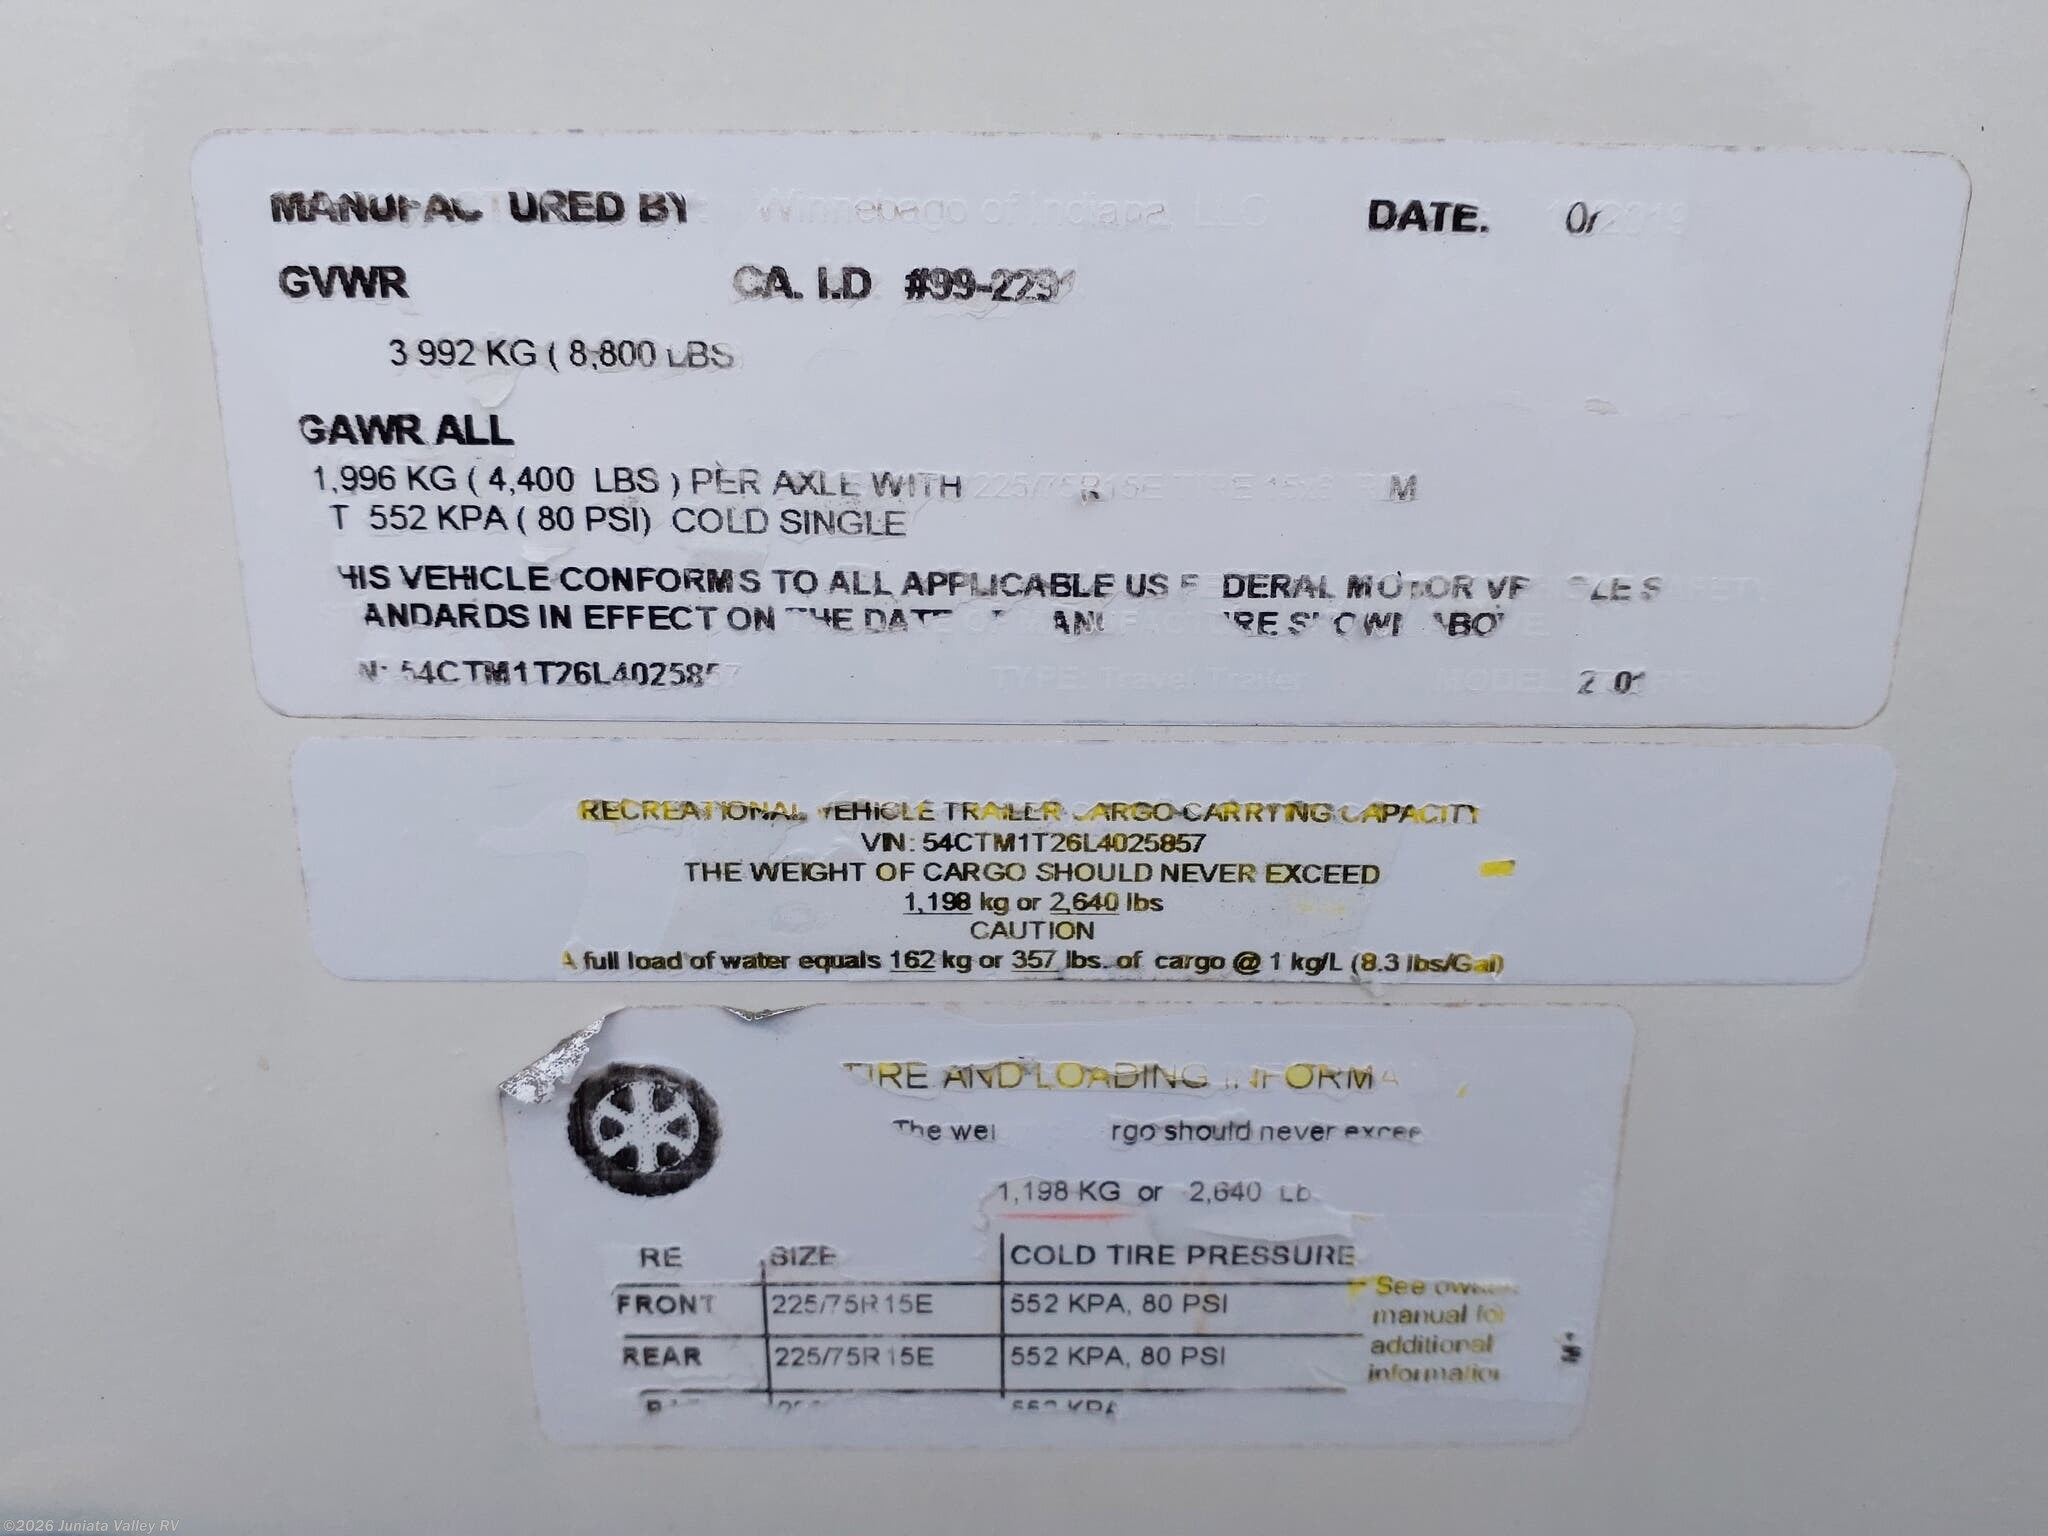 MANUFACTURED BY Winnebago of Indiana, LLC DATE. 2019
GVWR CA. I.D #99-229
3 992 KG ( 8,800 LBS
GAWR ALL
1,996 KG ( 4,400 LBS ) PER AXLE WITH 225/75R15E
T 552 KPA ( 80 PSI) COLD SINGLE
HIS VEHICLE CONFORMS TO ALL APPLICABLE US FEDERAL MOTOR VEHICLE SAFETY
ANDARDS IN EFFECT ON THE DATE OF MANUFACTURE SHOWN ABOVE
N: 54CTM1T26L4025857 TYPE: Travel Trailer MODEL
RECREATIONAL VEHICLE TRAILER CARGO-CARRYING CAPACITY
VIN: 54CTM1T26L4025857
THE WEIGHT OF CARGO SHOULD NEVER EXCEED
1,198 kg or 2,640 lbs
CAUTION
A full load of water equals 162 kg or 357 lbs. of cargo @ 1 kg/L (8.3 lbs/Gal)
TIRE AND LOADING INFORMA
The wei rgo should never excee
1,198 KG or 2,640 Lb
RE SIZE COLD TIRE PRESSURE
FRONT 225/75R15E 552 KPA, 80 PSI
REAR 225/75R15E 552 KPA, 80 PSI
552 KPA
See owner
manual for
additional
information
©2026 Juniata Valley RV